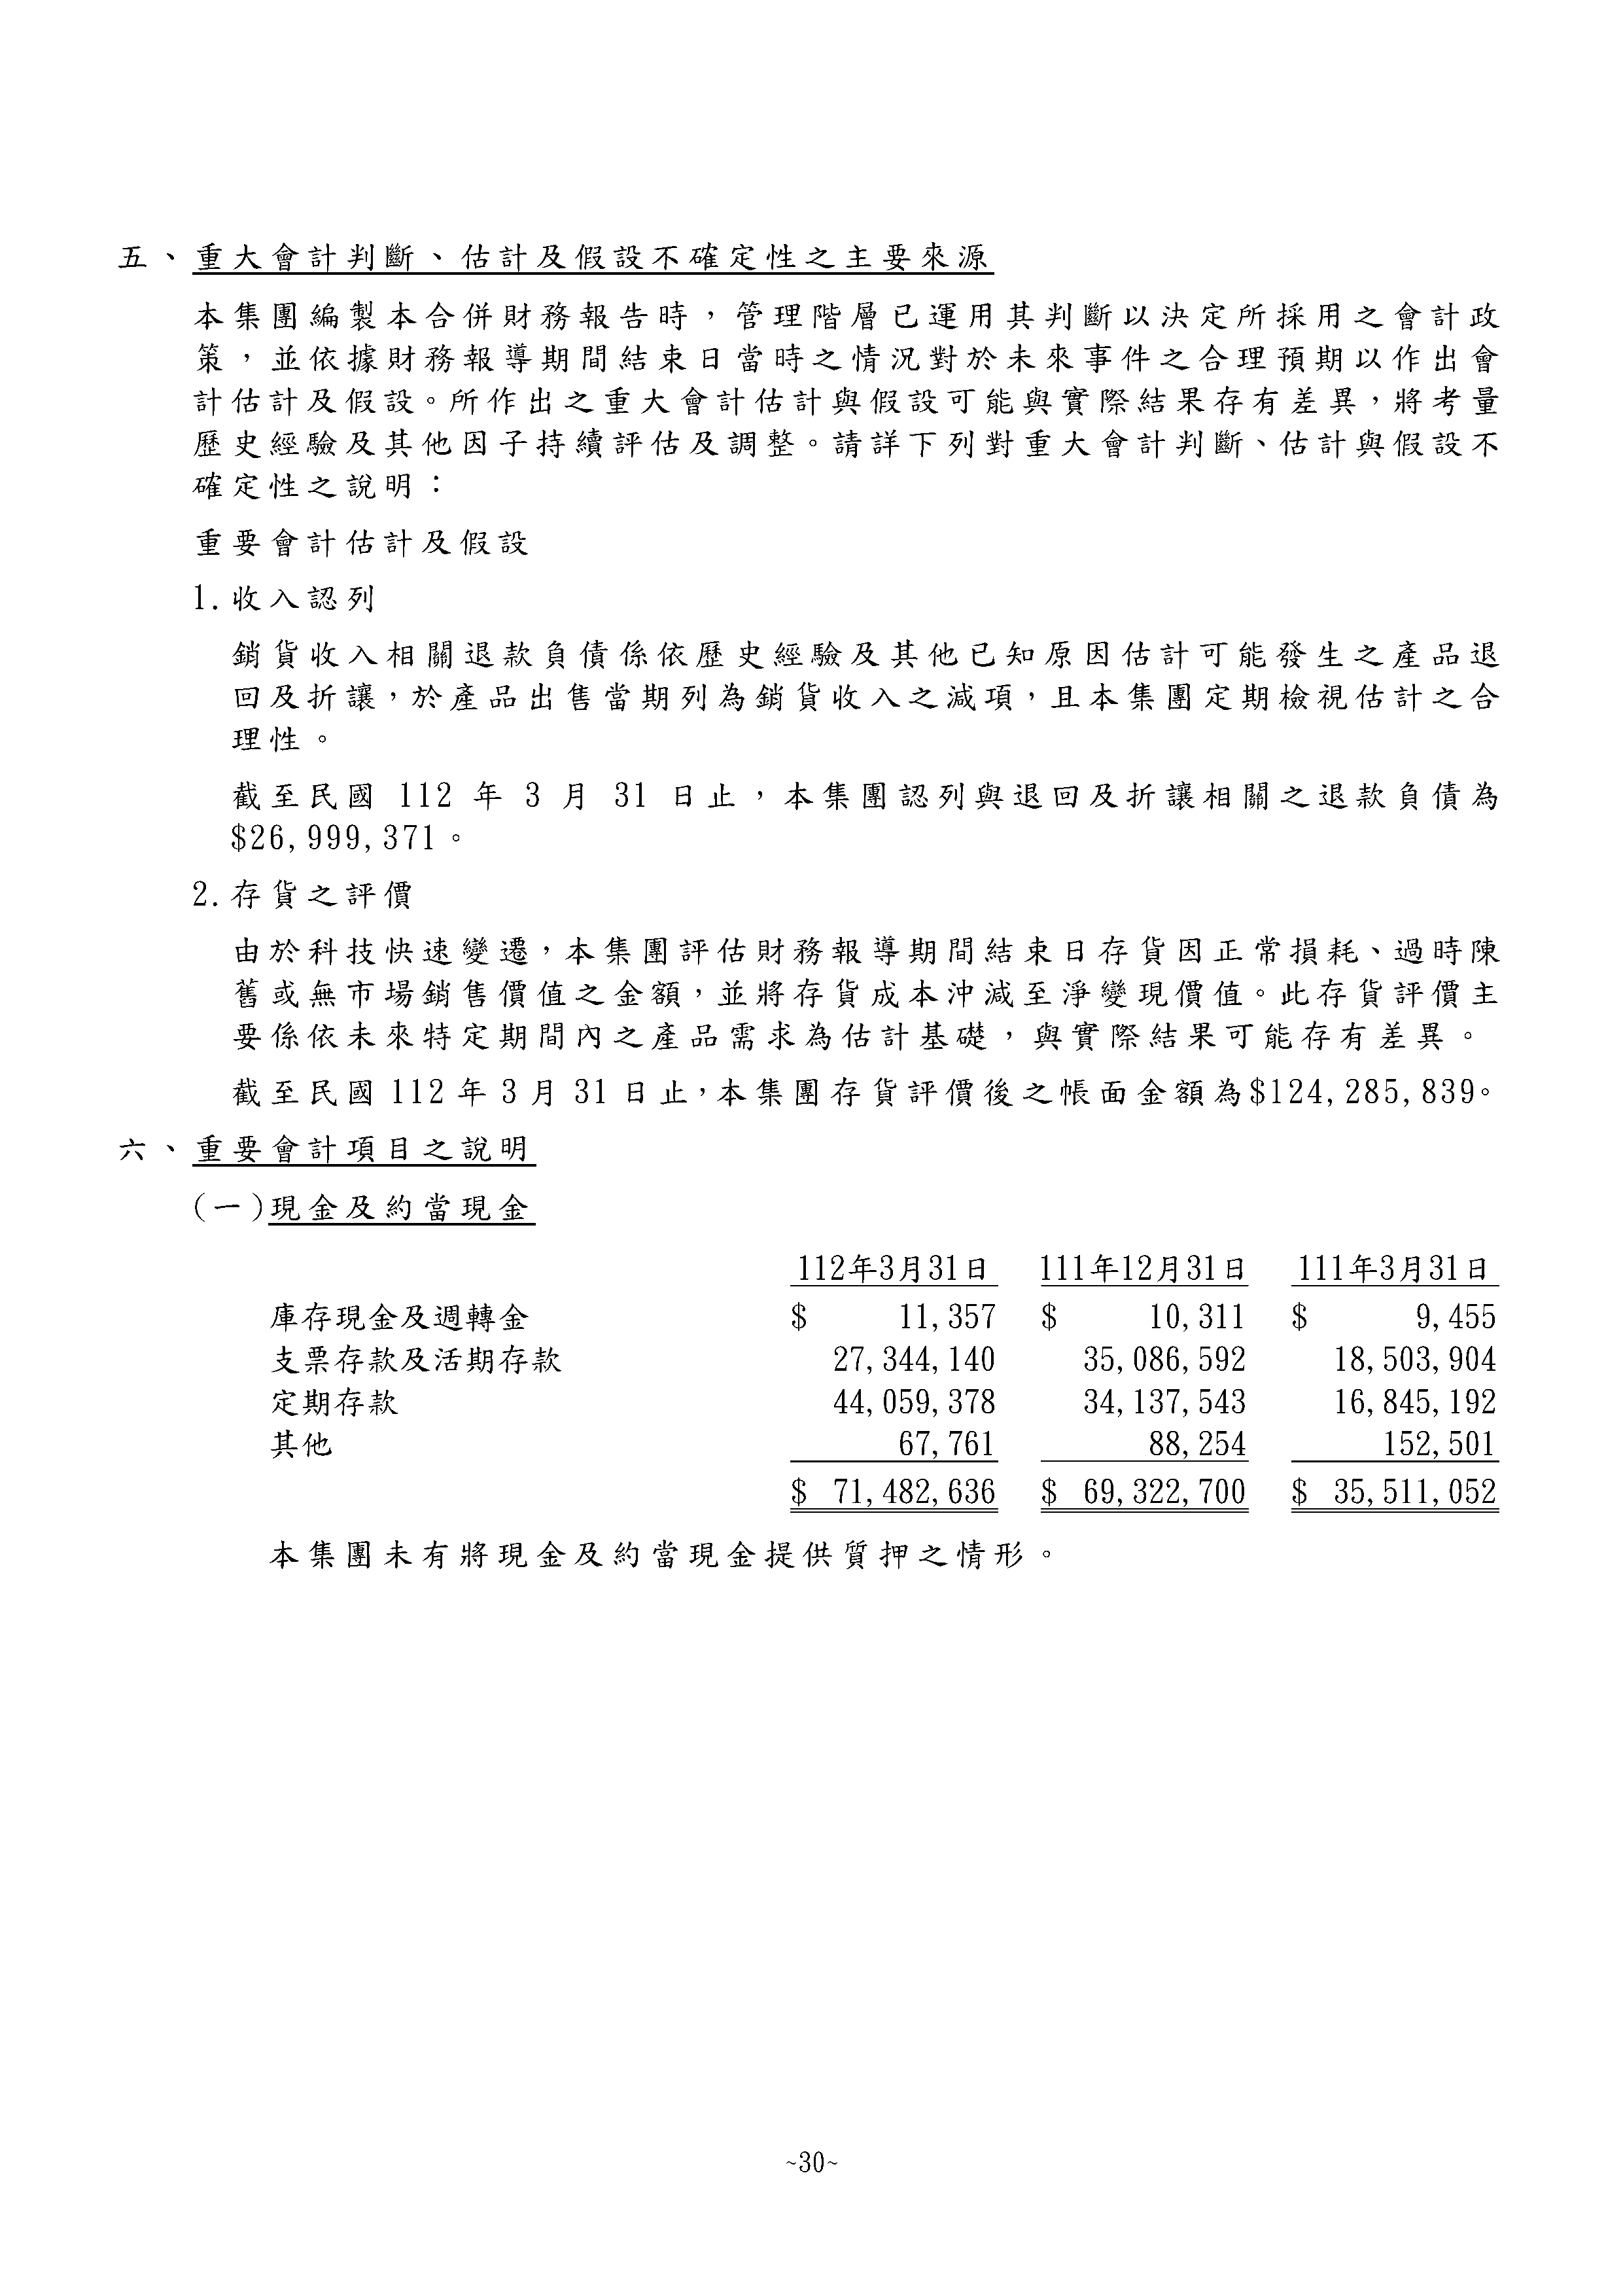 五、重大會計判斷、估計及假設不確定性之主要來源
本集團編製本合併財務報告時，管理階層已運用其判斷以決定所採用之會計政
策，並依據財務報導期間結束日當時之情況對於未來事件之合理預期以作出會
計估計及假設。所作出之重大會計估計與假設可能與實際結果存有差異，將考量
歷史經驗及其他因子持續評估及調整。請詳下列對重大會計判斷、估計與假設不
確定性之說明：
重要會計估計及假設
1.收入認列
銷貨收入相關退款負債係依歷史經驗及其他已知原因估計可能發生之產品退
回及折讓，於產品出售當期列為銷貨收入之減項，且本集團定期檢視估計之合
理性。
截至民國 112 年 3 月 31 日止，本集團認列與退回及折讓相關之退款負債為
$26,999,371。
2.存貨之評價
由於科技快速變遷，本集團評估財務報導期間結束日存貨因正常損耗、過時陳
舊或無市場銷售價值之金額，並將存貨成本沖減至淨變現價值。此存貨評價主
要係依未來特定期間內之產品需求為估計基礎，與實際結果可能存有差異。
截至民國 112 年 3 月 31 日止，本集團存貨評價後之帳面金額為$124,285,839。
六、重要會計項目之說明
(一)現金及約當現金
112年3月31日 111年12月31日 111年3月31日
庫存現金及週轉金 $ 11,357 $ 10,311 $ 9,455
支票存款及活期存款 27,344,140 35,086,592 18,503,904
定期存款 44,059,378 34,137,543 16,845,192
其他 67,761 88,254 152,501
$ 71,482,636 $ 69,322,700 $ 35,511,052
本集團未有將現金及約當現金提供質押之情形。
~30~